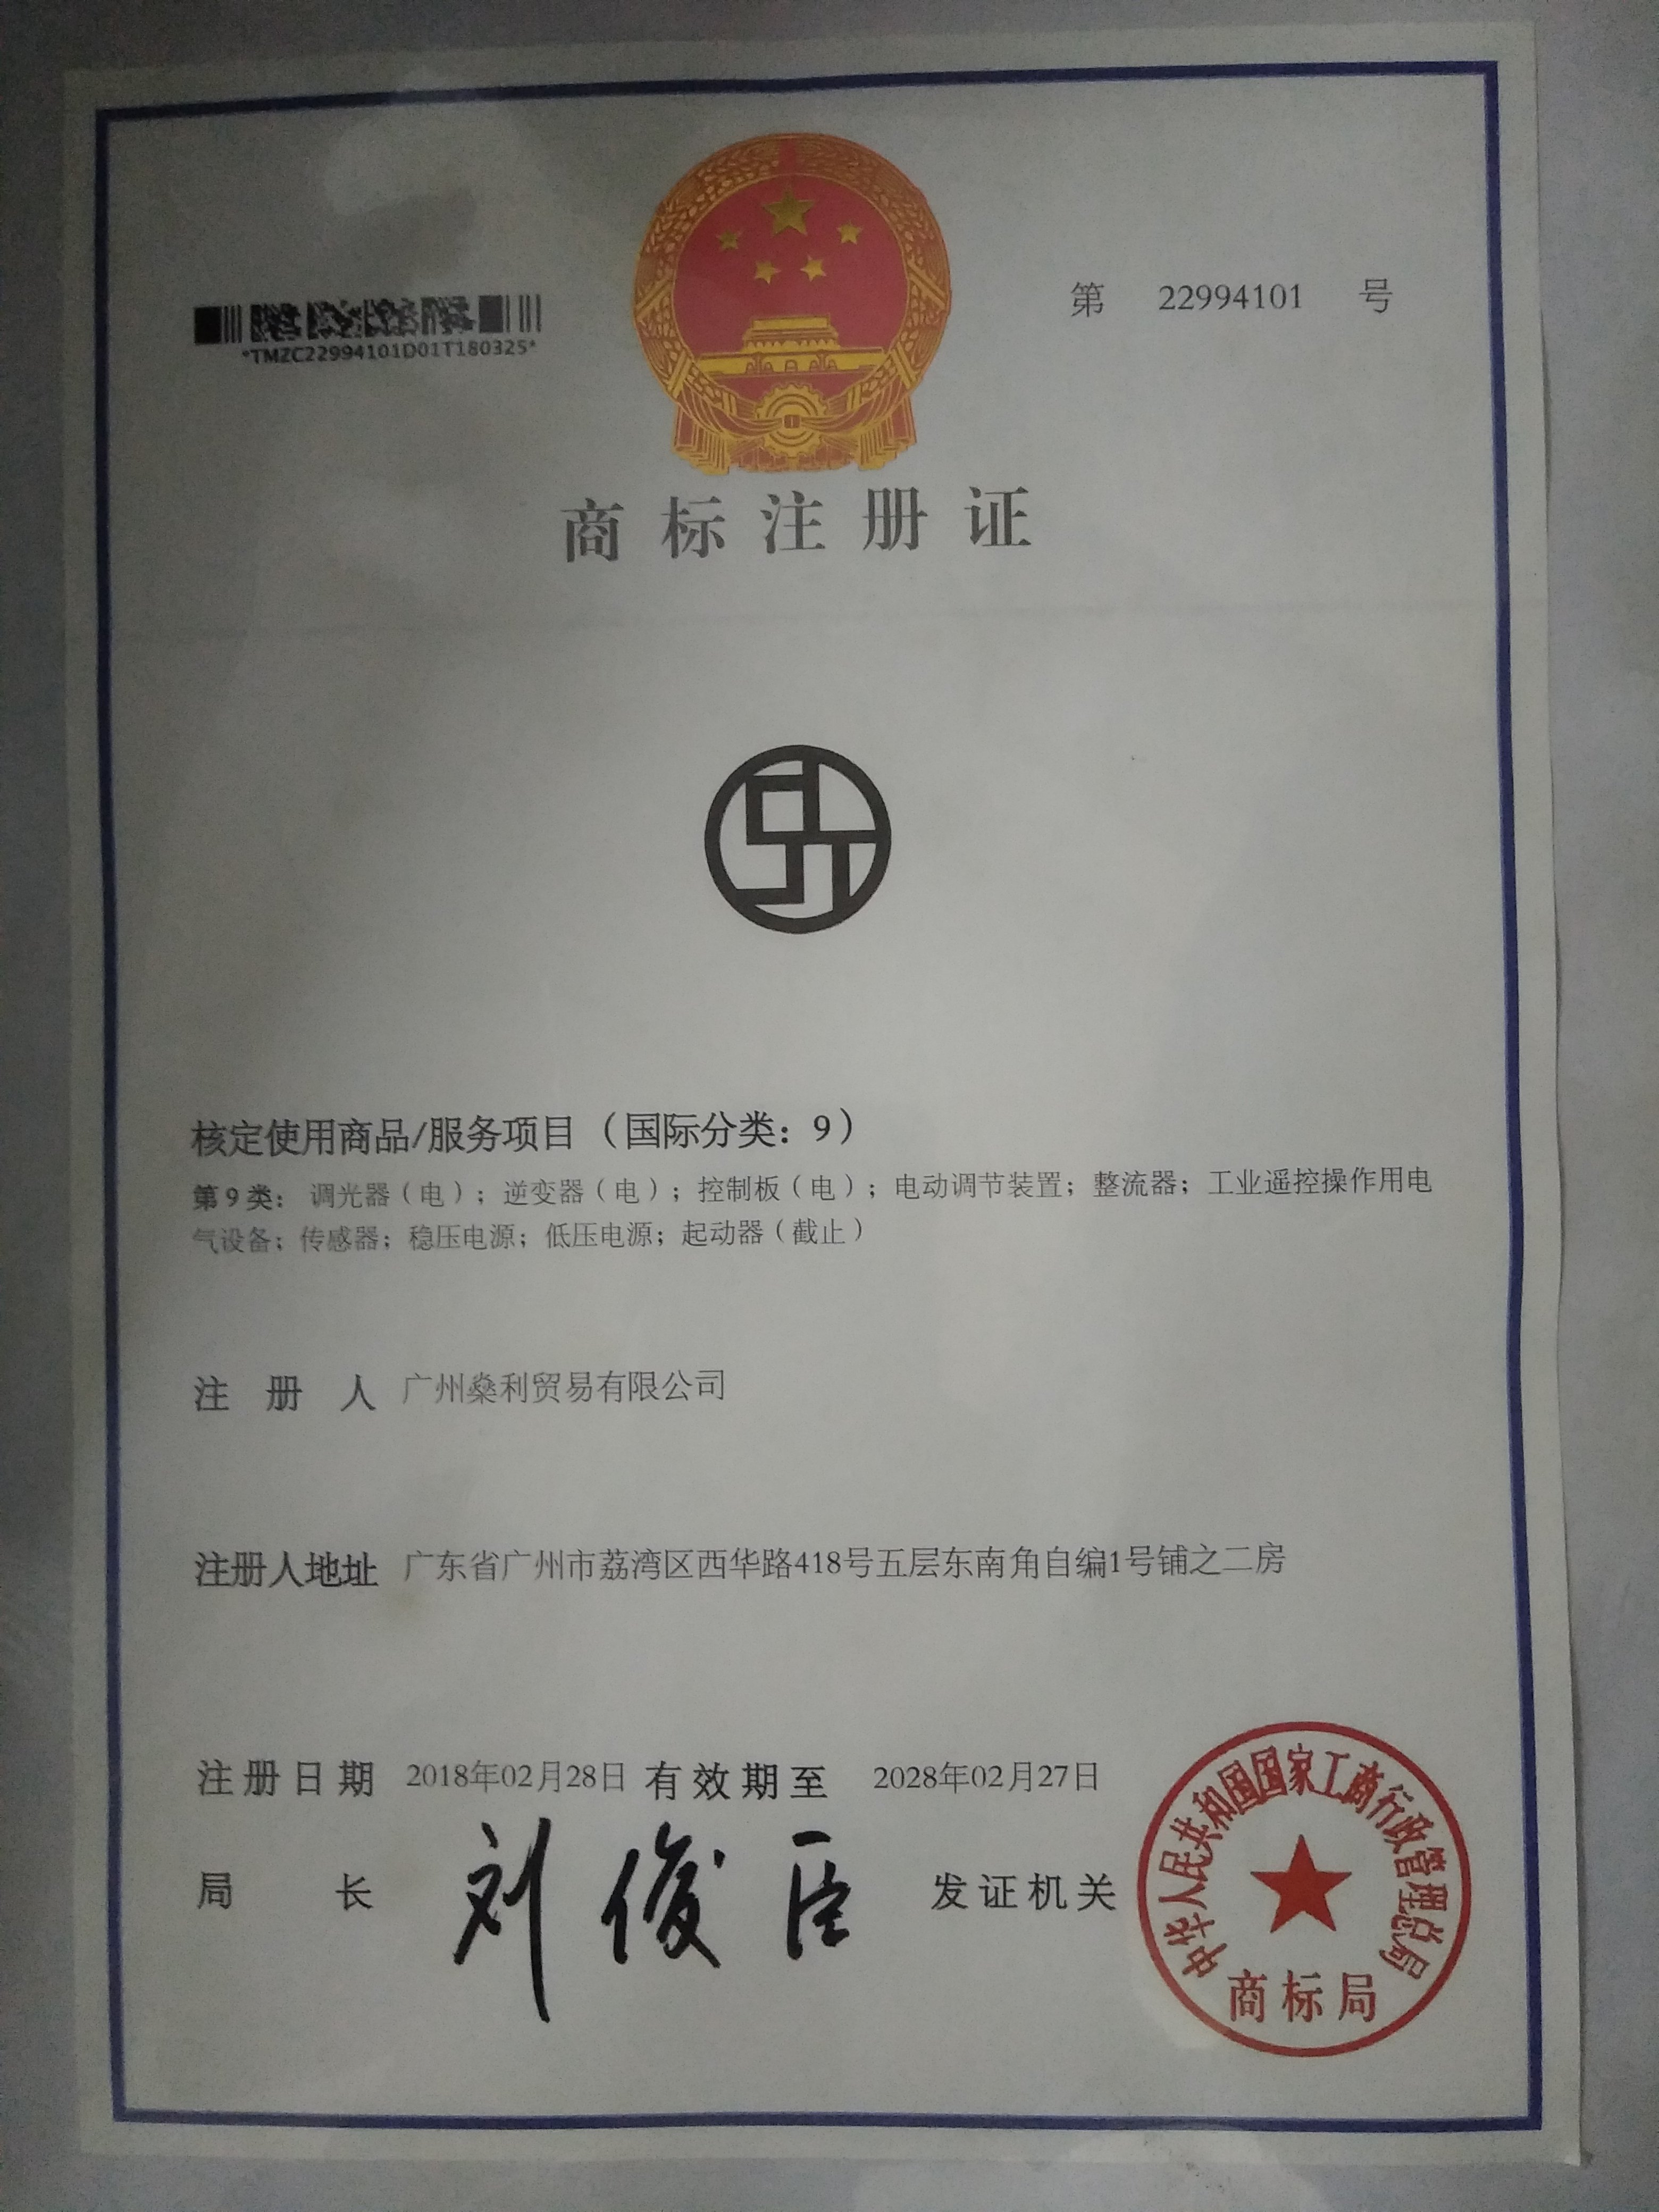 第 22994101 号
*TMZC22994101D01T180325*
商标注册证
核定使用商品/服务项目（国际分类：9）
第9类：调光器（电）；逆变器（电）；控制板（电）；电动调节装置；整流器；工业遥控操作用电
气设备；传感器；稳压电源；低压电源；起动器（截止）
注册人 广州燊利贸易有限公司
注册人地址 广东省广州市荔湾区西华路418号五层东南角自编1号铺之二房
注册日期 2018年02月28日 有效期至 2028年02月27日
局长 刘俊臣 发证机关
中华人民共和国国家工商行政管理总局
商标局